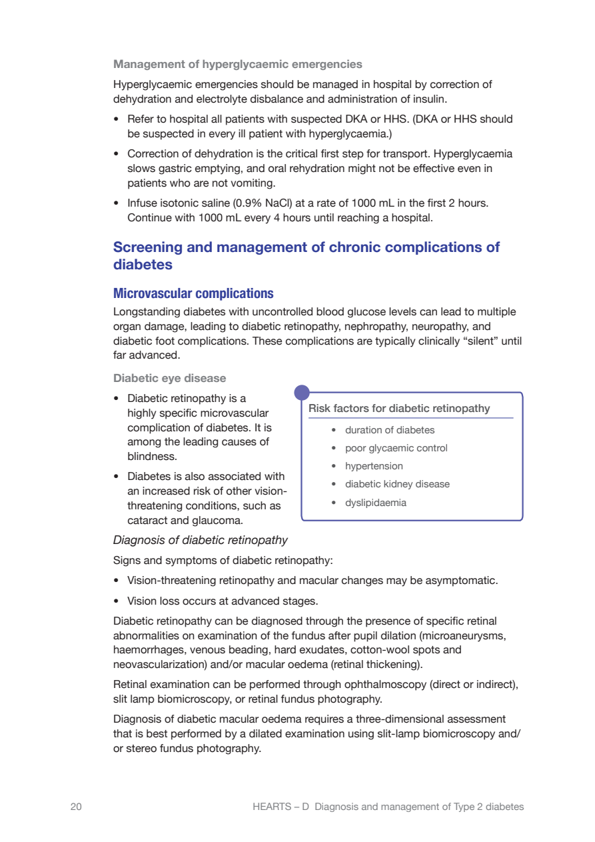 Management of hyperglycaemic emergencies
Hyperglycaemic emergencies should be managed in hospital by correction of
dehydration and electrolyte disbalance and administration of insulin.
• Refer to hospital all patients with suspected DKA or HHS. (DKA or HHS should
be suspected in every ill patient with hyperglycaemia.)
• Correction of dehydration is the critical first step for transport. Hyperglycaemia
slows gastric emptying, and oral rehydration might not be effective even in
patients who are not vomiting.
• Infuse isotonic saline (0.9% NaCl) at a rate of 1000 mL in the first 2 hours.
Continue with 1000 mL every 4 hours until reaching a hospital.
Screening and management of chronic complications of
diabetes
Microvascular complications
Longstanding diabetes with uncontrolled blood glucose levels can lead to multiple
organ damage, leading to diabetic retinopathy, nephropathy, neuropathy, and
diabetic foot complications. These complications are typically clinically “silent” until
far advanced.
Diabetic eye disease
• Diabetic retinopathy is a
highly specific microvascular
complication of diabetes. It is
among the leading causes of
blindness.
• Diabetes is also associated with
an increased risk of other vision-
threatening conditions, such as
cataract and glaucoma.
Risk factors for diabetic retinopathy
• duration of diabetes
• poor glycaemic control
• hypertension
• diabetic kidney disease
• dyslipidaemia
Diagnosis of diabetic retinopathy
Signs and symptoms of diabetic retinopathy:
• Vision-threatening retinopathy and macular changes may be asymptomatic.
• Vision loss occurs at advanced stages.
Diabetic retinopathy can be diagnosed through the presence of specific retinal
abnormalities on examination of the fundus after pupil dilation (microaneurysms,
haemorrhages, venous beading, hard exudates, cotton-wool spots and
neovascularization) and/or macular oedema (retinal thickening).
Retinal examination can be performed through ophthalmoscopy (direct or indirect),
slit lamp biomicroscopy, or retinal fundus photography.
Diagnosis of diabetic macular oedema requires a three-dimensional assessment
that is best performed by a dilated examination using slit-lamp biomicroscopy and/
or stereo fundus photography.
20
HEARTS – D Diagnosis and management of Type 2 diabetes